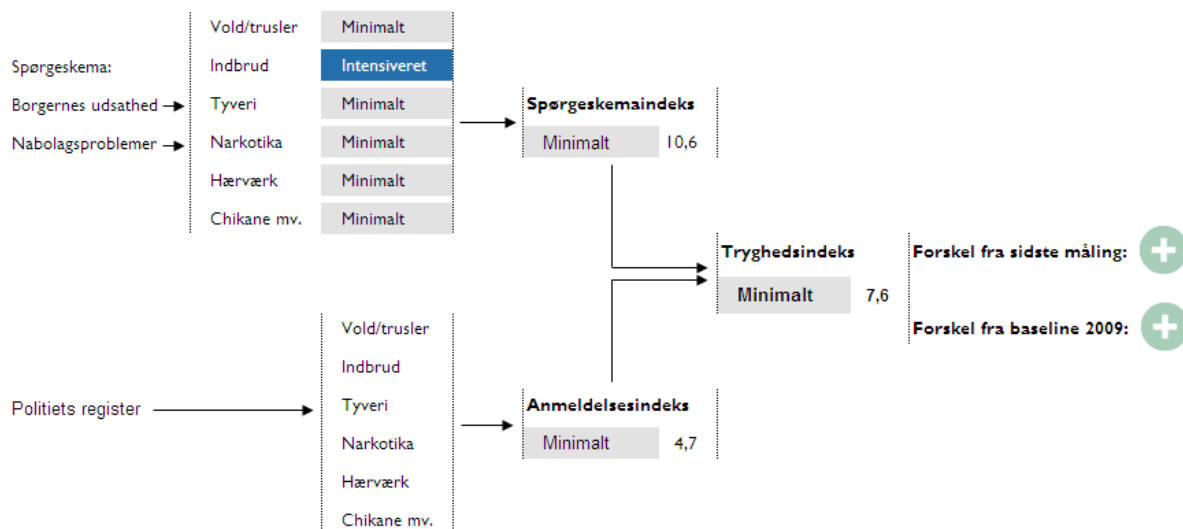 Vold/trusler Minimalt
Spørgeskema: Indbrud Intensiveret
Borgernes udsathed Tyveri Minimalt
Nabolagsproblemer Narkotika Minimalt
Hærværk Minimalt
Chikane mv. Minimalt
Spørgeskemaindeks
Minimalt 10,6
Tryghedsindeks
Minimalt 7,6
Forskel fra sidste måling:
Forskel fra baseline 2009:
Politiets register
Vold/trusler
Indbrud
Tyveri
Narkotika
Hærværk
Chikane mv.
Anmeldelsesindeks
Minimalt 4,7